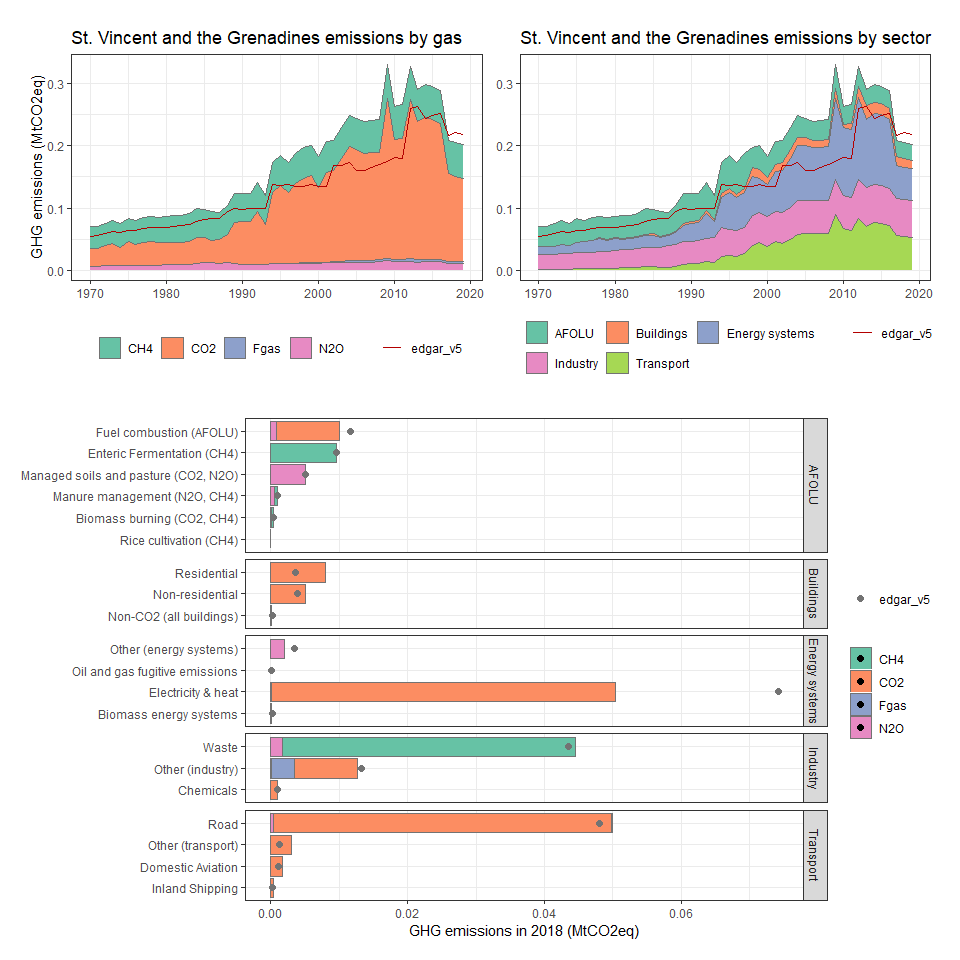 St. Vincent and the Grenadines emissions by gas
St. Vincent and the Grenadines emissions by sector
GHG emissions (MtCO2eq)
0.3
0.2
0.1
0.0
1970 1980 1990 2000 2010 2020
0.3
0.2
0.1
0.0
1970 1980 1990 2000 2010 2020
CH4 CO2 Fgas N2O edgar_v5
AFOLU Buildings Energy systems edgar_v5
Industry Transport
Fuel combustion (AFOLU)
Enteric Fermentation (CH4)
Managed soils and pasture (CO2, N2O)
Manure management (N2O, CH4)
Biomass burning (CO2, CH4)
Rice cultivation (CH4)
AFOLU
Residential
Non-residential
Non-CO2 (all buildings)
Buildings
Other (energy systems)
Oil and gas fugitive emissions
Electricity & heat
Biomass energy systems
Energy systems
Waste
Other (industry)
Chemicals
Industry
Road
Other (transport)
Domestic Aviation
Inland Shipping
Transport
0.00 0.02 0.04 0.06
GHG emissions in 2018 (MtCO2eq)
edgar_v5
CH4
CO2
Fgas
N2O